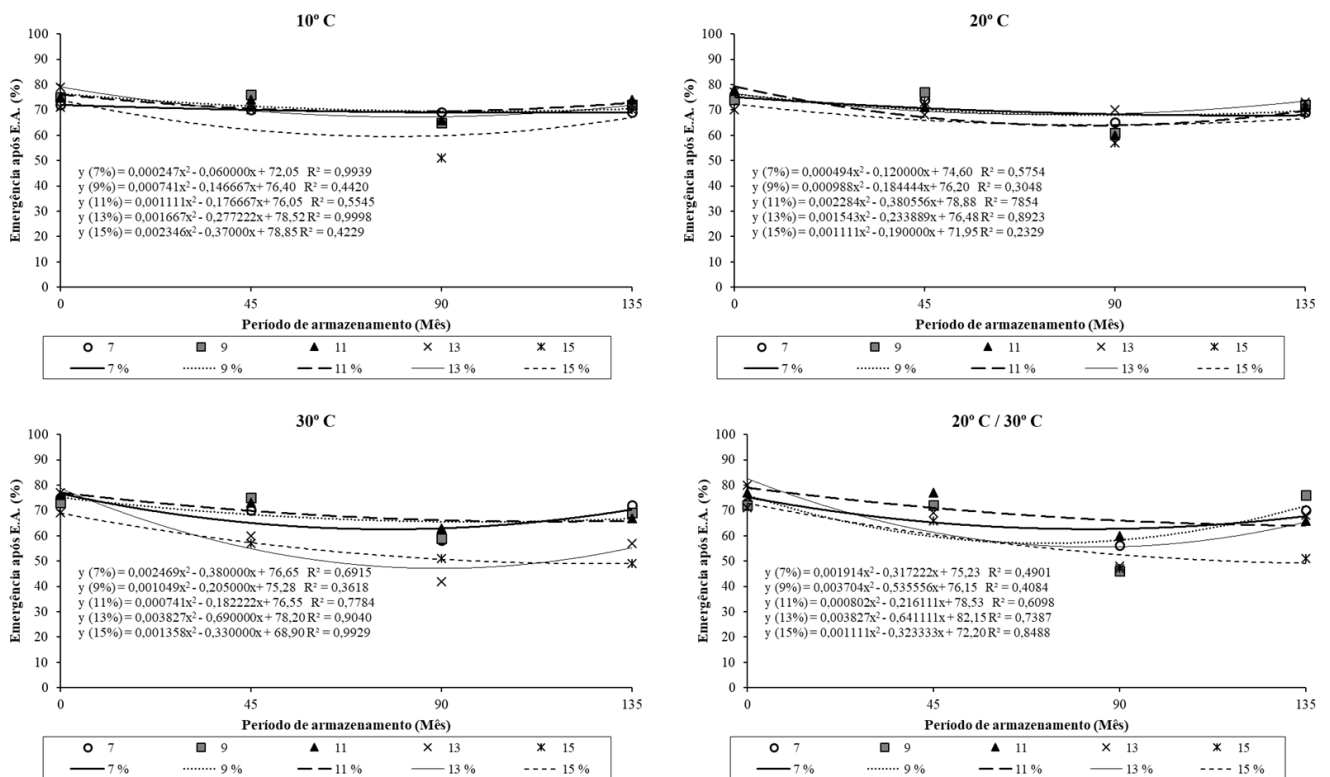 10º C
Emergência após E.A. (%)
100
90
80
70
60
50
40
30
20
10
0
y (7%) = 0,000247x² - 0,060000x + 72,05 R² = 0,9939
y (9%) = 0,000741x² - 0,146667x + 76,40 R² = 0,4420
y (11%) = 0,001111x² - 0,176667x + 76,05 R² = 0,5545
y (13%) = 0,001667x² - 0,277222x + 78,52 R² = 0,9998
y (15%) = 0,002346x² - 0,37000x + 78,85 R² = 0,4229
0 45 90 135
Período de armazenamento (Mês)
7 9 11 13 15
7 % 9 % 11 % 13 % 15 %
20º C
Emergência após E.A. (%)
100
90
80
70
60
50
40
30
20
10
0
y (7%) = 0,000494x² - 0,120000x + 74,60 R² = 0,5754
y (9%) = 0,000988x² - 0,184444x + 76,20 R² = 0,3048
y (11%) = 0,002284x² - 0,380556x + 78,88 R² = 7854
y (13%) = 0,001543x² - 0,233889x + 76,48 R² = 0,8923
y (15%) = 0,001111x² - 0,190000x + 71,95 R² = 0,2329
0 45 90 135
Período de armazenamento (Mês)
7 9 11 13 15
7 % 9 % 11 % 13 % 15 %
30º C
Emergência após E.A. (%)
100
90
80
70
60
50
40
30
20
10
0
y (7%) = 0,002469x² - 0,380000x + 76,65 R² = 0,6915
y (9%) = 0,001049x² - 0,205000x + 75,28 R² = 0,3618
y (11%) = 0,000741x² - 0,182222x + 76,55 R² = 0,7784
y (13%) = 0,003827x² - 0,690000x + 78,20 R² = 0,9040
y (15%) = 0,001358x² - 0,330000x + 68,90 R² = 0,9929
0 45 90 135
Período de armazenamento (Mês)
7 9 11 13 15
7 % 9 % 11 % 13 % 15 %
20º C / 30º C
Emergência após E.A. (%)
100
90
80
70
60
50
40
30
20
10
0
y (7%) = 0,001914x² - 0,317222x + 75,23 R² = 0,4901
y (9%) = 0,003704x² - 0,535556x + 76,15 R² = 0,4084
y (11%) = 0,000802x² - 0,216111x + 78,53 R² = 0,6098
y (13%) = 0,003827x² - 0,641111x + 82,15 R² = 0,7387
y (15%) = 0,001111x² - 0,323333x + 72,20 R² = 0,8488
0 45 90 135
Período de armazenamento (Mês)
7 9 11 13 15
7 % 9 % 11 % 13 % 15 %